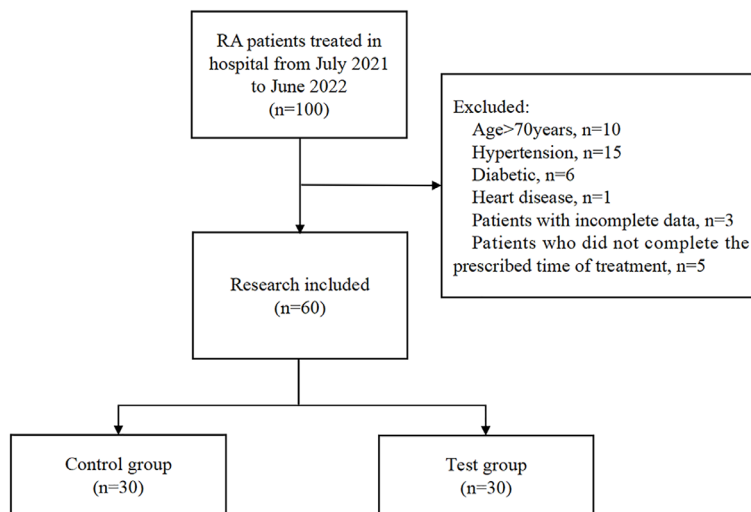 RA patients treated in
hospital from July 2021
to June 2022
(n=100)
Excluded:
Age>70years, n=10
Hypertension, n=15
Diabetic, n=6
Heart disease, n=1
Patients with incomplete data, n=3
Patients who did not complete the
prescribed time of treatment, n=5
Research included
(n=60)
Control group
(n=30)
Test group
(n=30)